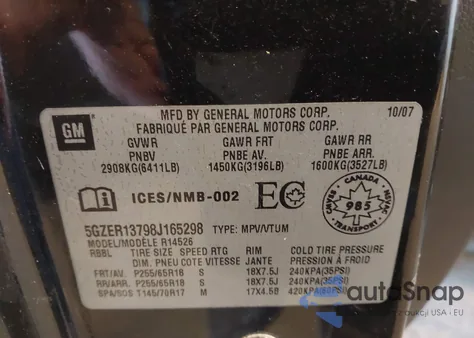 MFD BY GENERAL MOTORS CORP. 10/07
FABRIQUÉ PAR GENERAL MOTORS CORP.
GM
GVWR GAWR FRT GAWR RR
PNBV PNBE AV. PNBE ARR.
2908KG(6411LB) 1450KG(3196LB) 1600KG(3527LB)
ICES/NMB-002 EC
CANADA
985
TRANSPORT
5GZER13798J165298 TYPE: MPV/VTUM
MODEL/MODÈLE R14526
RBBL TIRE SIZE SPEED RTG RIM COLD TIRE PRESSURE
DIM. PNEU COTE VITESSE JANTE PRESSION À FROID
FRT/AV. P255/65R18 S 18X7.5J 240KPA(35PSI)
RR/ARR. P255/65R18 S 18X7.5J 240KPA(35PSI)
SPA/SOS T145/70R17 M 17X4.5B 420KPA(60PSI)
autoSnap
USA - EU